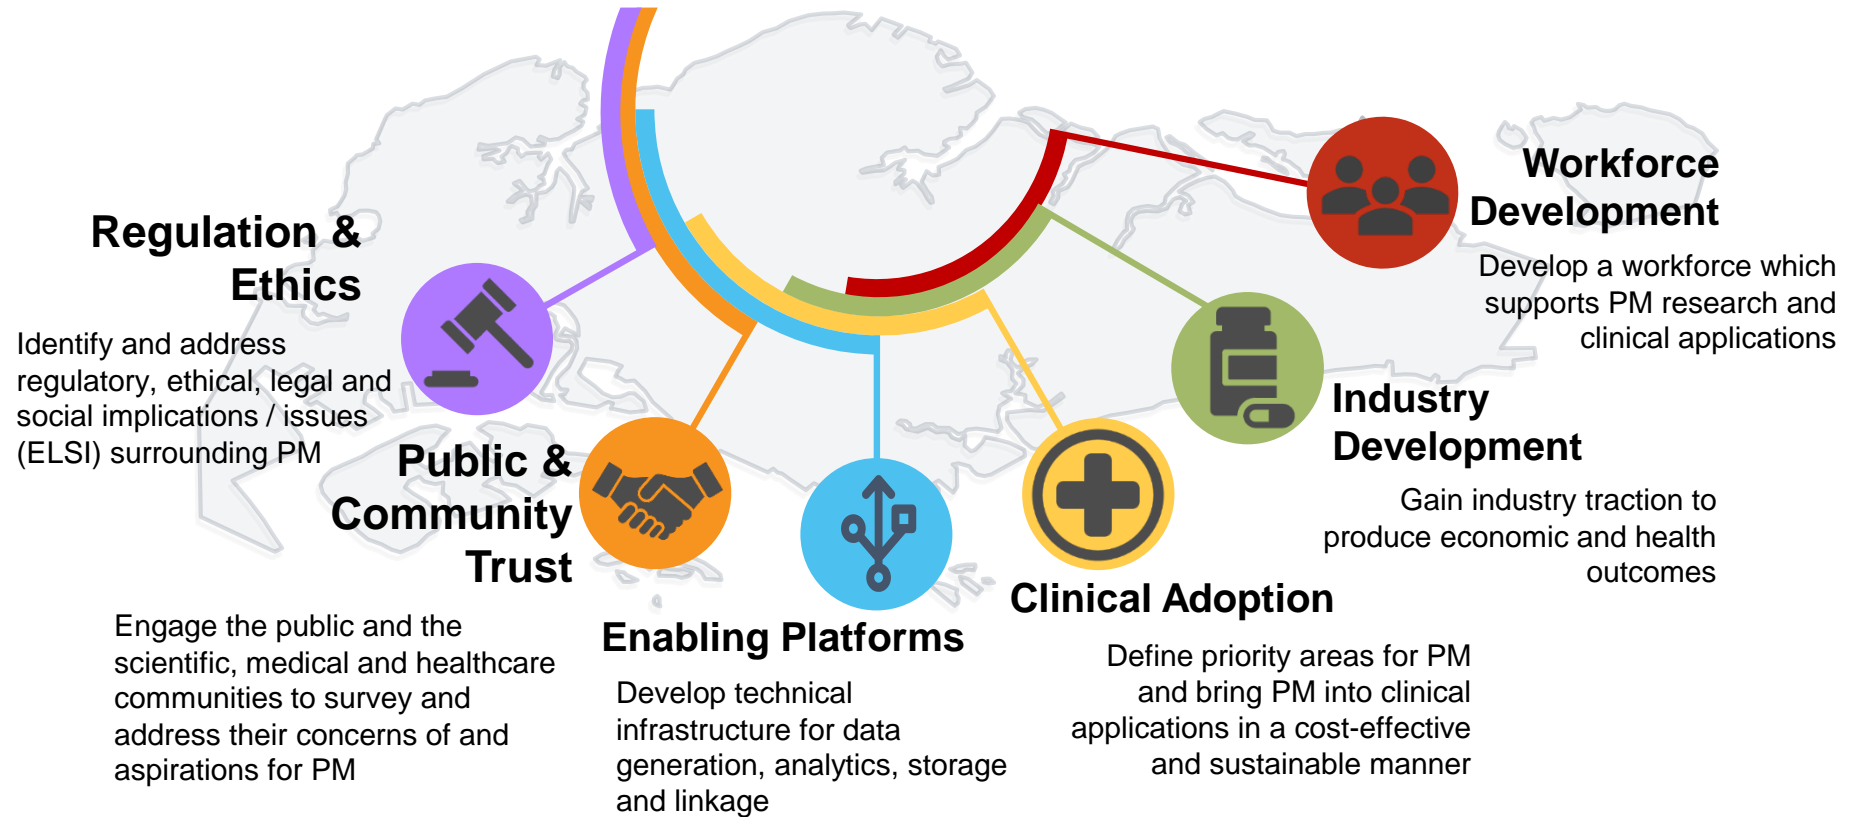 Regulation &
Ethics
Identify and address
regulatory, ethical, legal and
social implications / issues
(ELSI) surrounding PM
Public &
Community
Trust
Engage the public and the
scientific, medical and healthcare
communities to survey and
address their concerns of and
aspirations for PM
Enabling Platforms
Develop technical
infrastructure for data
generation, analytics, storage
and linkage
Clinical Adoption
Define priority areas for PM
and bring PM into clinical
applications in a cost-effective
and sustainable manner
Industry
Development
Gain industry traction to
produce economic and health
outcomes
Workforce
Development
Develop a workforce which
supports PM research and
clinical applications